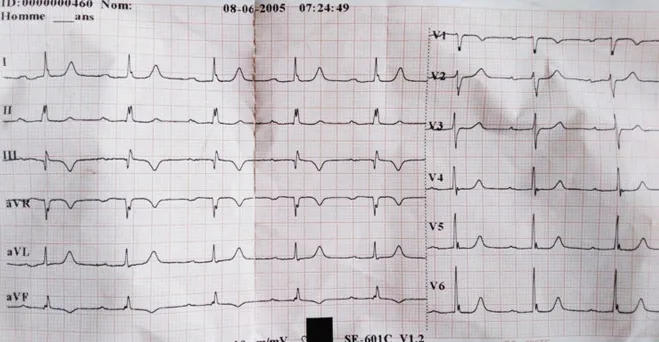 ID:0000000460 Nom:
08-06-2005 07:24:49
Homme ___ans
I
II
III
aVR
aVL
aVF
V1
V2
V3
V4
V5
V6
SE-601C V1.2